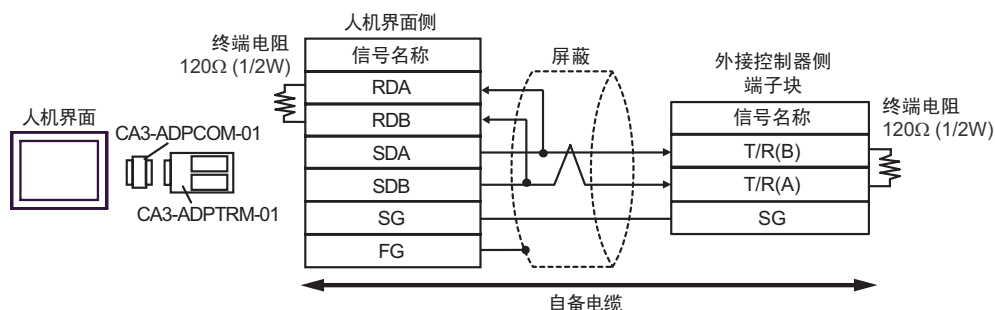 人机界面侧
终端电阻
120Ω (1/2W)
信号名称
RDA
RDB
SDA
SDB
SG
FG
屏蔽
外接控制器侧
端子块
信号名称
T/R(B)
T/R(A)
SG
终端电阻
120Ω (1/2W)
人机界面
CA3-ADPCOM-01
CA3-ADPTRM-01
自备电缆